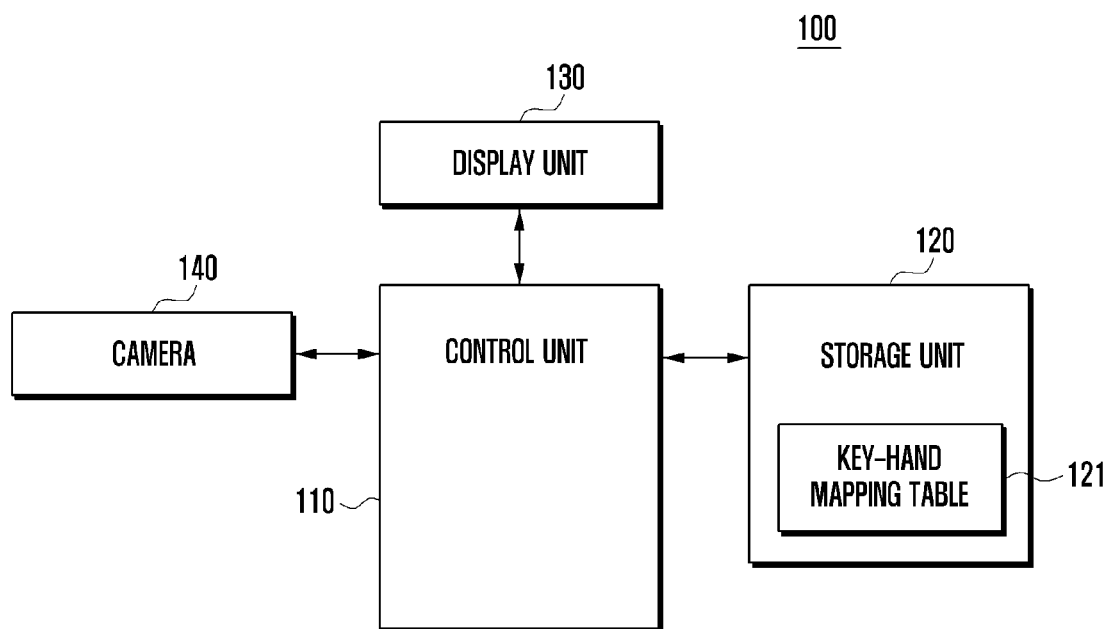 100
130
DISPLAY UNIT
140
120
CAMERA
CONTROL UNIT
STORAGE UNIT
KEY-HAND
MAPPING TABLE
110
121